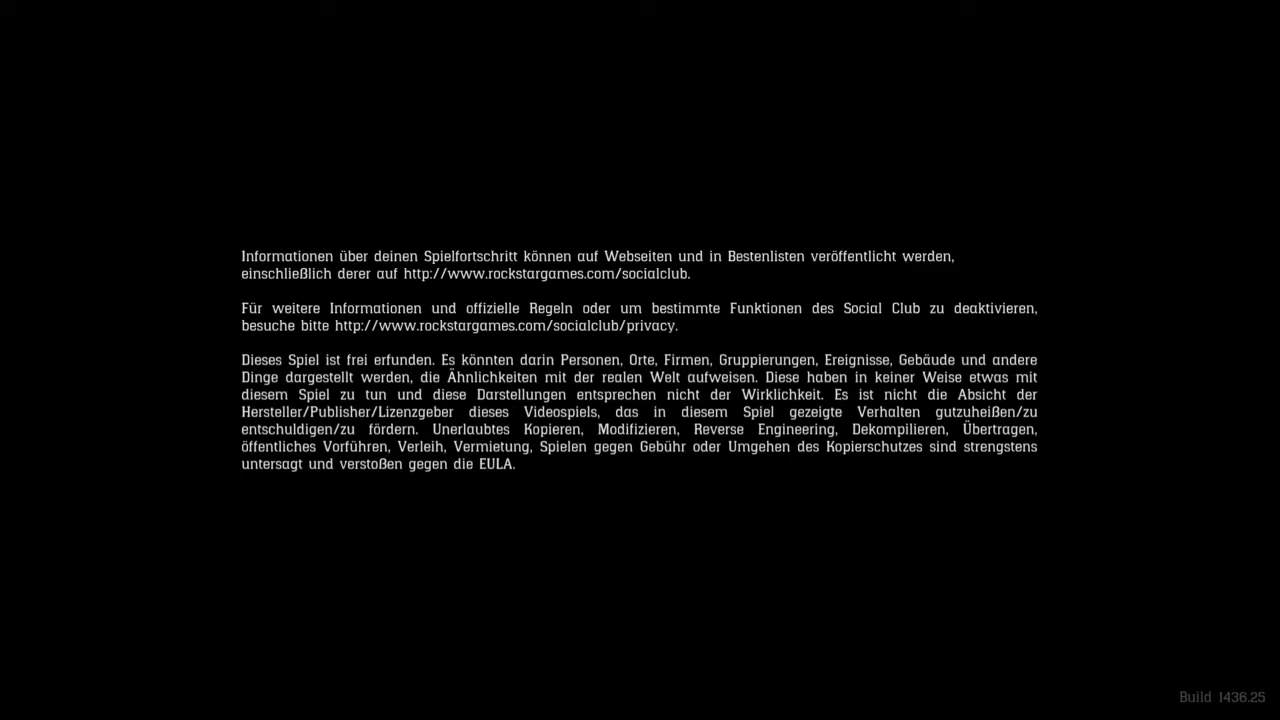 Informationen über deinen Spielfortschritt können auf Webseiten und in Bestenlisten veröffentlicht werden,
einschließlich derer auf http://www.rockstargames.com/socialclub.
Für weitere Informationen und offizielle Regeln oder um bestimmte Funktionen des Social Club zu deaktivieren,
besuche bitte http://www.rockstargames.com/socialclub/privacy.
Dieses Spiel ist frei erfunden. Es könnten darin Personen, Orte, Firmen, Gruppierungen, Ereignisse, Gebäude und andere
Dinge dargestellt werden, die Ähnlichkeiten mit der realen Welt aufweisen. Diese haben in keiner Weise etwas mit
diesem Spiel zu tun und diese Darstellungen entsprechen nicht der Wirklichkeit. Es ist nicht die Absicht der
Hersteller/Publisher/Lizenzgeber dieses Videospiels, das in diesem Spiel gezeigte Verhalten gutzuheißen/zu
entschuldigen/zu fördern. Unerlaubtes Kopieren, Modifizieren, Reverse Engineering, Dekompilieren, Übertragen,
öffentliches Vorführen, Verleih, Vermietung, Spielen gegen Gebühr oder Umgehen des Kopierschutzes sind strengstens
untersagt und verstoßen gegen die EULA.
Build 1436.25